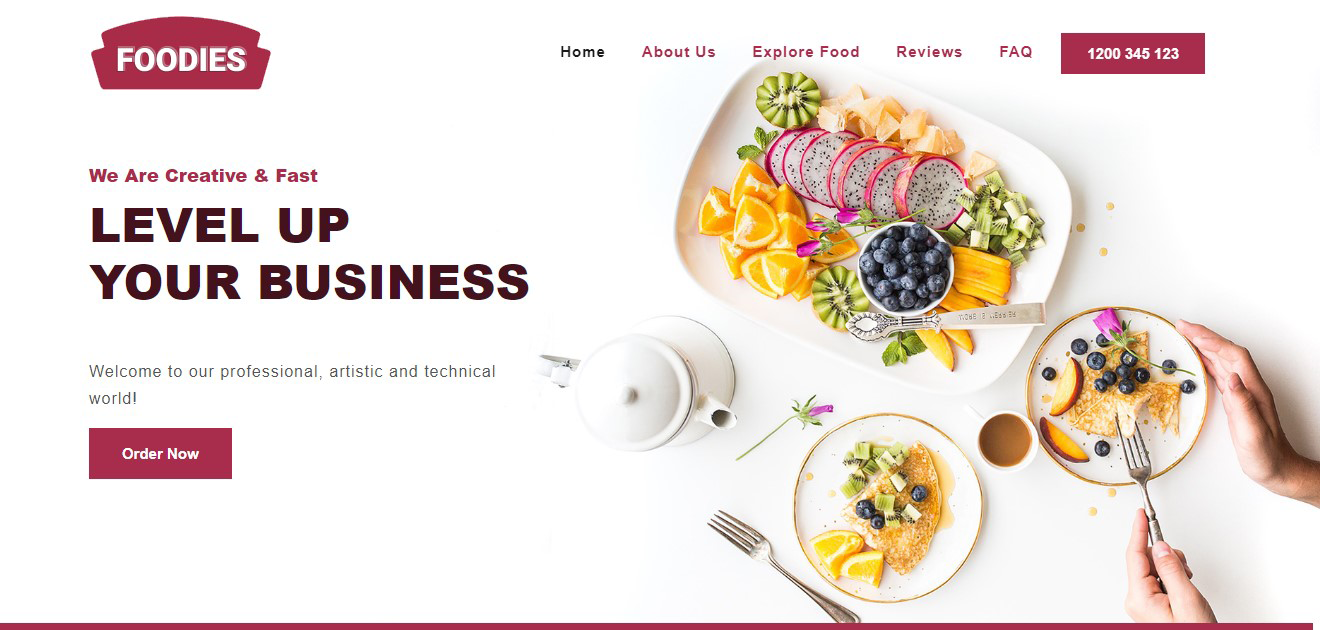 FOODIES
Home About Us Explore Food Reviews FAQ 1200 345 123
We Are Creative & Fast
LEVEL UP
YOUR BUSINESS
Welcome to our professional, artistic and technical
world!
Order Now